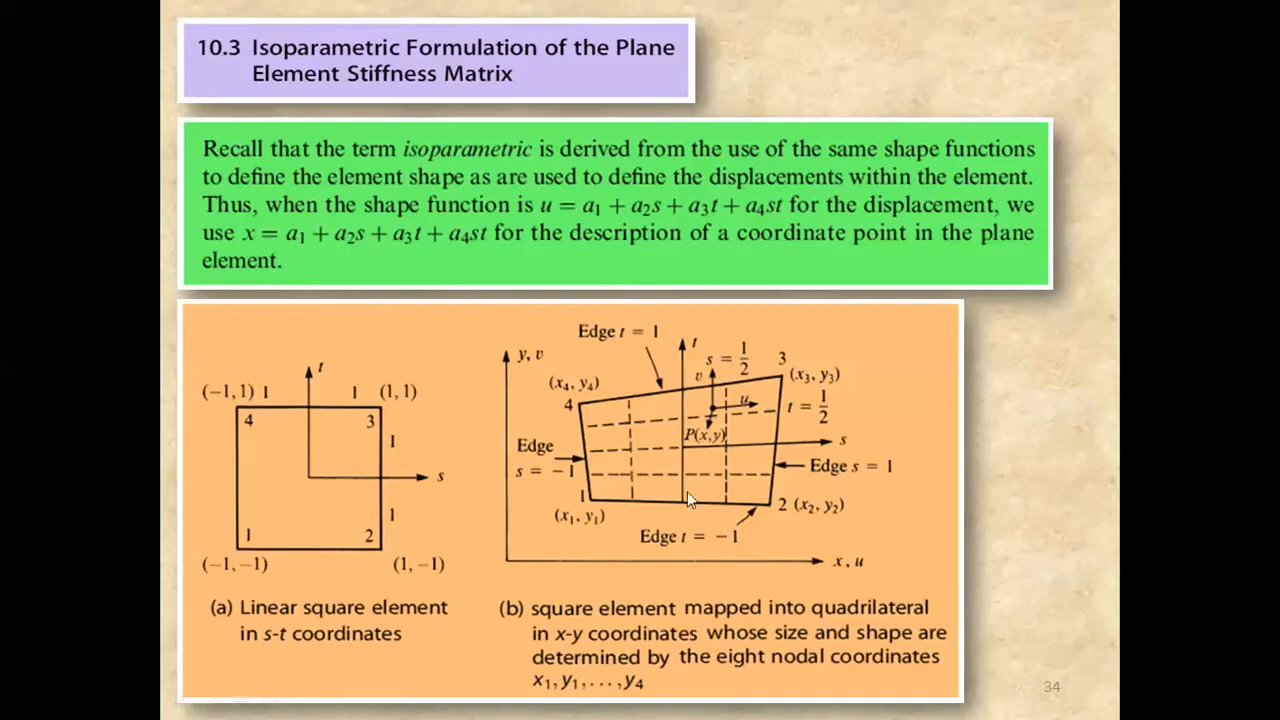 10.3 Isoparametric Formulation of the Plane
Element Stiffness Matrix
Recall that the term isoparametric is derived from the use of the same shape functions
to define the element shape as are used to define the displacements within the element.
Thus, when the shape function is u = a₁ + a₂s + a₃t + a₄st for the displacement, we
use x = a₁ + a₂s + a₃t + a₄st for the description of a coordinate point in the plane
element.
t
(−1, 1) 1
1 (1, 1)
4
3
1
s
1
1
2
(−1, −1)
(1, −1)
(a) Linear square element
in s-t coordinates
Edge t = 1
y, v
t
s = 1/2
3
(x₃, y₃)
(x₄, y₄)
4
v
u
t = 1/2
P(x,y)
s
Edge
s = −1
Edge s = 1
1
(x₁, y₁)
2 (x₂, y₂)
Edge t = −1
x, u
(b) square element mapped into quadrilateral
in x-y coordinates whose size and shape are
determined by the eight nodal coordinates
x₁, y₁, . . . , y₄
34